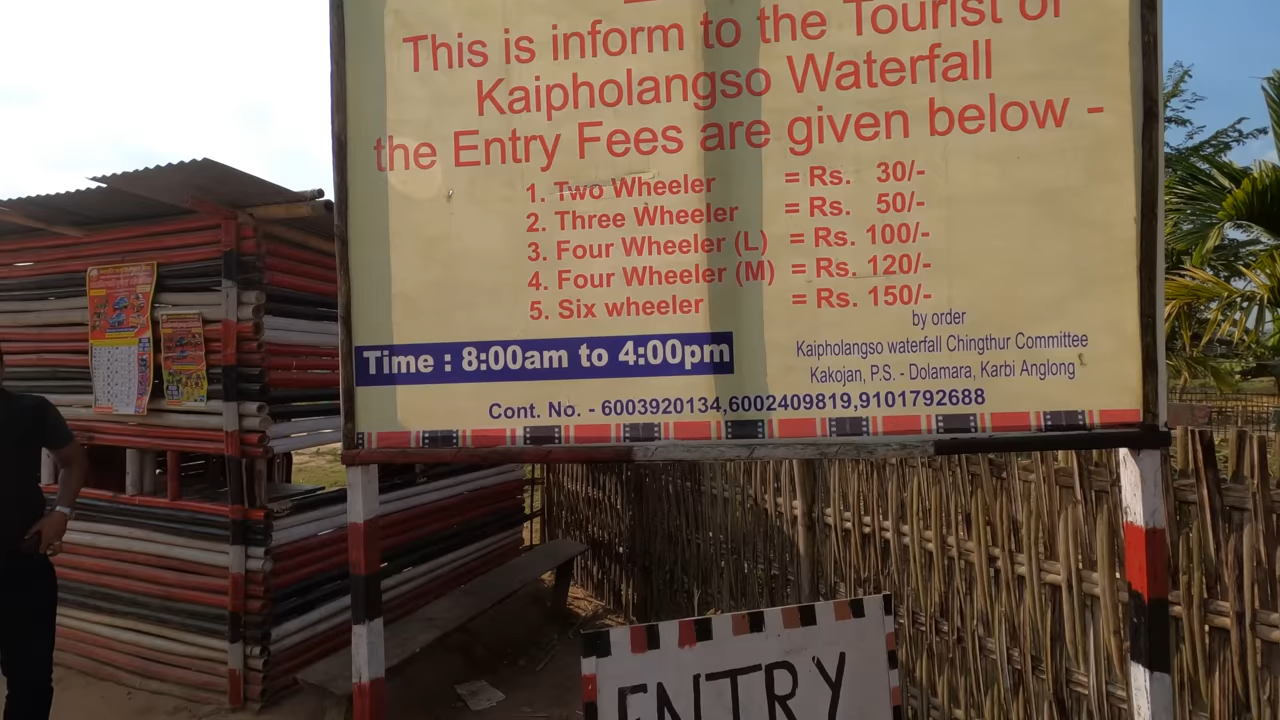 This is inform to the Tourist of
Kaipholangso Waterfall
the Entry Fees are given below -
1. Two Wheeler = Rs. 30/-
2. Three Wheeler = Rs. 50/-
3. Four Wheeler (L) = Rs. 100/-
4. Four Wheeler (M) = Rs. 120/-
5. Six wheeler = Rs. 150/-
by order
Kaipholangso waterfall Chingthur Committee
Kakojan, P.S. - Dolamara, Karbi Anglong
Time : 8:00am to 4:00pm
Cont. No. - 6003920134,6002409819,9101792688
ENTRY